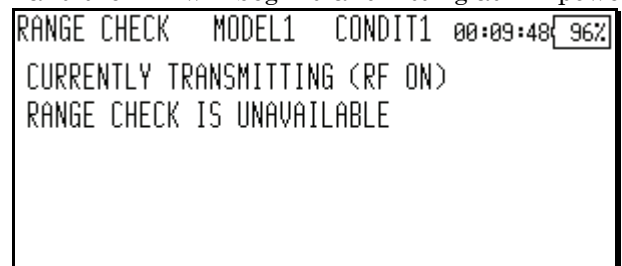 RANGE CHECK MODEL1 CONDIT1 00:09:48 96%
CURRENTLY TRANSMITTING (RF ON)
RANGE CHECK IS UNAVAILABLE